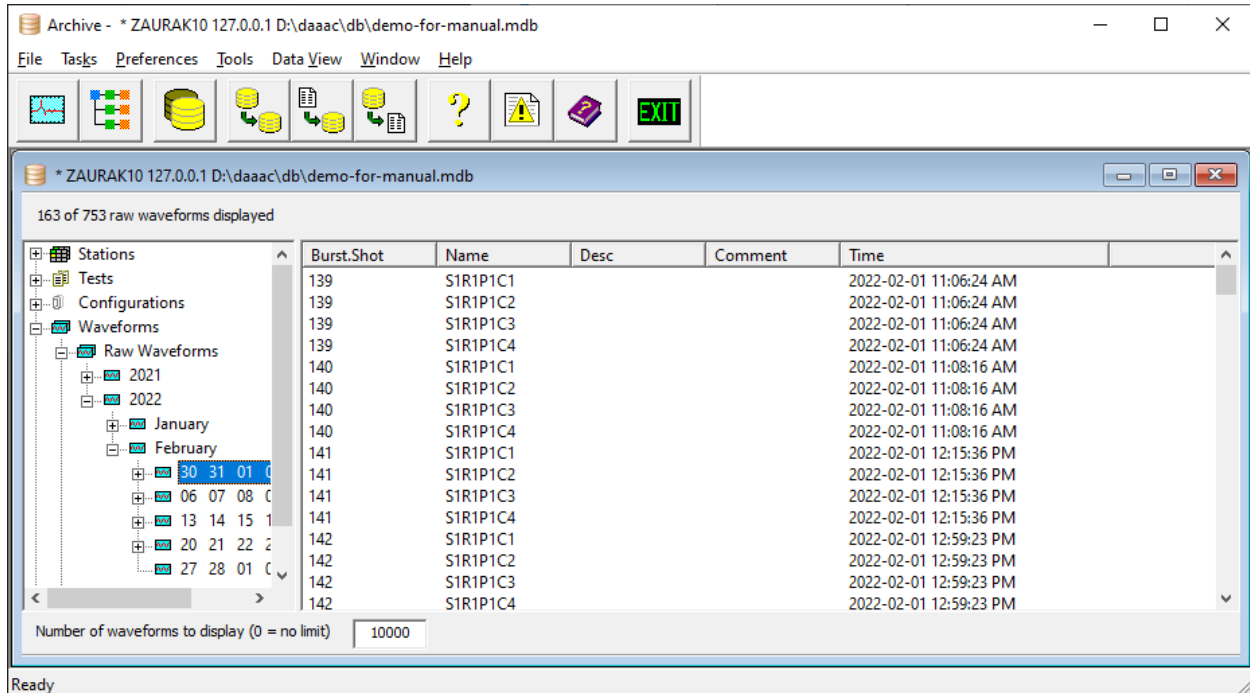 Archive - * ZAURAK10 127.0.0.1 D:\daaac\db\demo-for-manual.mdb
File Tasks Preferences Tools Data View Window Help
EXIT
* ZAURAK10 127.0.0.1 D:\daaac\db\demo-for-manual.mdb
163 of 753 raw waveforms displayed
Stations
Tests
Configurations
Waveforms
Raw Waveforms
2021
2022
January
February
30 31 01
06 07 08
13 14 15
20 21 22
27 28 01
Burst.Shot Name Desc Comment Time
139 S1R1P1C1 2022-02-01 11:06:24 AM
139 S1R1P1C2 2022-02-01 11:06:24 AM
139 S1R1P1C3 2022-02-01 11:06:24 AM
139 S1R1P1C4 2022-02-01 11:06:24 AM
140 S1R1P1C1 2022-02-01 11:08:16 AM
140 S1R1P1C2 2022-02-01 11:08:16 AM
140 S1R1P1C3 2022-02-01 11:08:16 AM
140 S1R1P1C4 2022-02-01 11:08:16 AM
141 S1R1P1C1 2022-02-01 12:15:36 PM
141 S1R1P1C2 2022-02-01 12:15:36 PM
141 S1R1P1C3 2022-02-01 12:15:36 PM
141 S1R1P1C4 2022-02-01 12:15:36 PM
142 S1R1P1C1 2022-02-01 12:59:23 PM
142 S1R1P1C2 2022-02-01 12:59:23 PM
142 S1R1P1C3 2022-02-01 12:59:23 PM
142 S1R1P1C4 2022-02-01 12:59:23 PM
Number of waveforms to display (0 = no limit) 10000
Ready